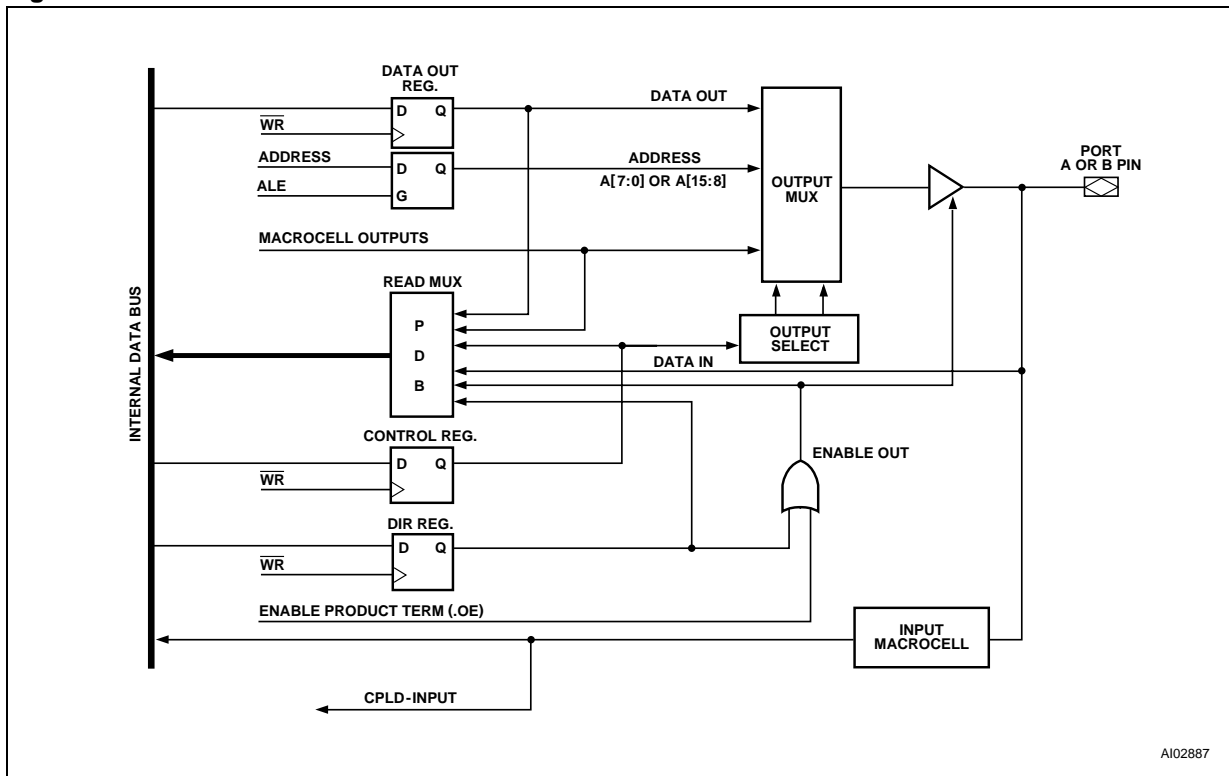 DATA OUT
REG.
D Q
DATA OUT
WR
ADDRESS
D Q
ADDRESS
A[7:0] OR A[15:8]
ALE
G
OUTPUT
MUX
PORT
A OR B PIN
MACROCELL OUTPUTS
READ MUX
P
D
B
OUTPUT
SELECT
DATA IN
INTERNAL DATA BUS
CONTROL REG.
D Q
WR
ENABLE OUT
DIR REG.
D Q
WR
ENABLE PRODUCT TERM (.OE)
INPUT
MACROCELL
CPLD-INPUT
AI02887